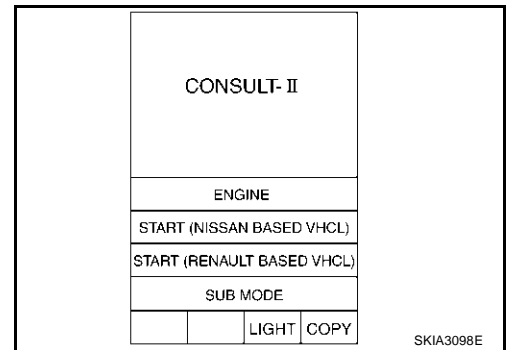 CONSULT-Ⅱ
ENGINE
START (NISSAN BASED VHCL)
START (RENAULT BASED VHCL)
SUB MODE
LIGHT COPY
SKIA3098E